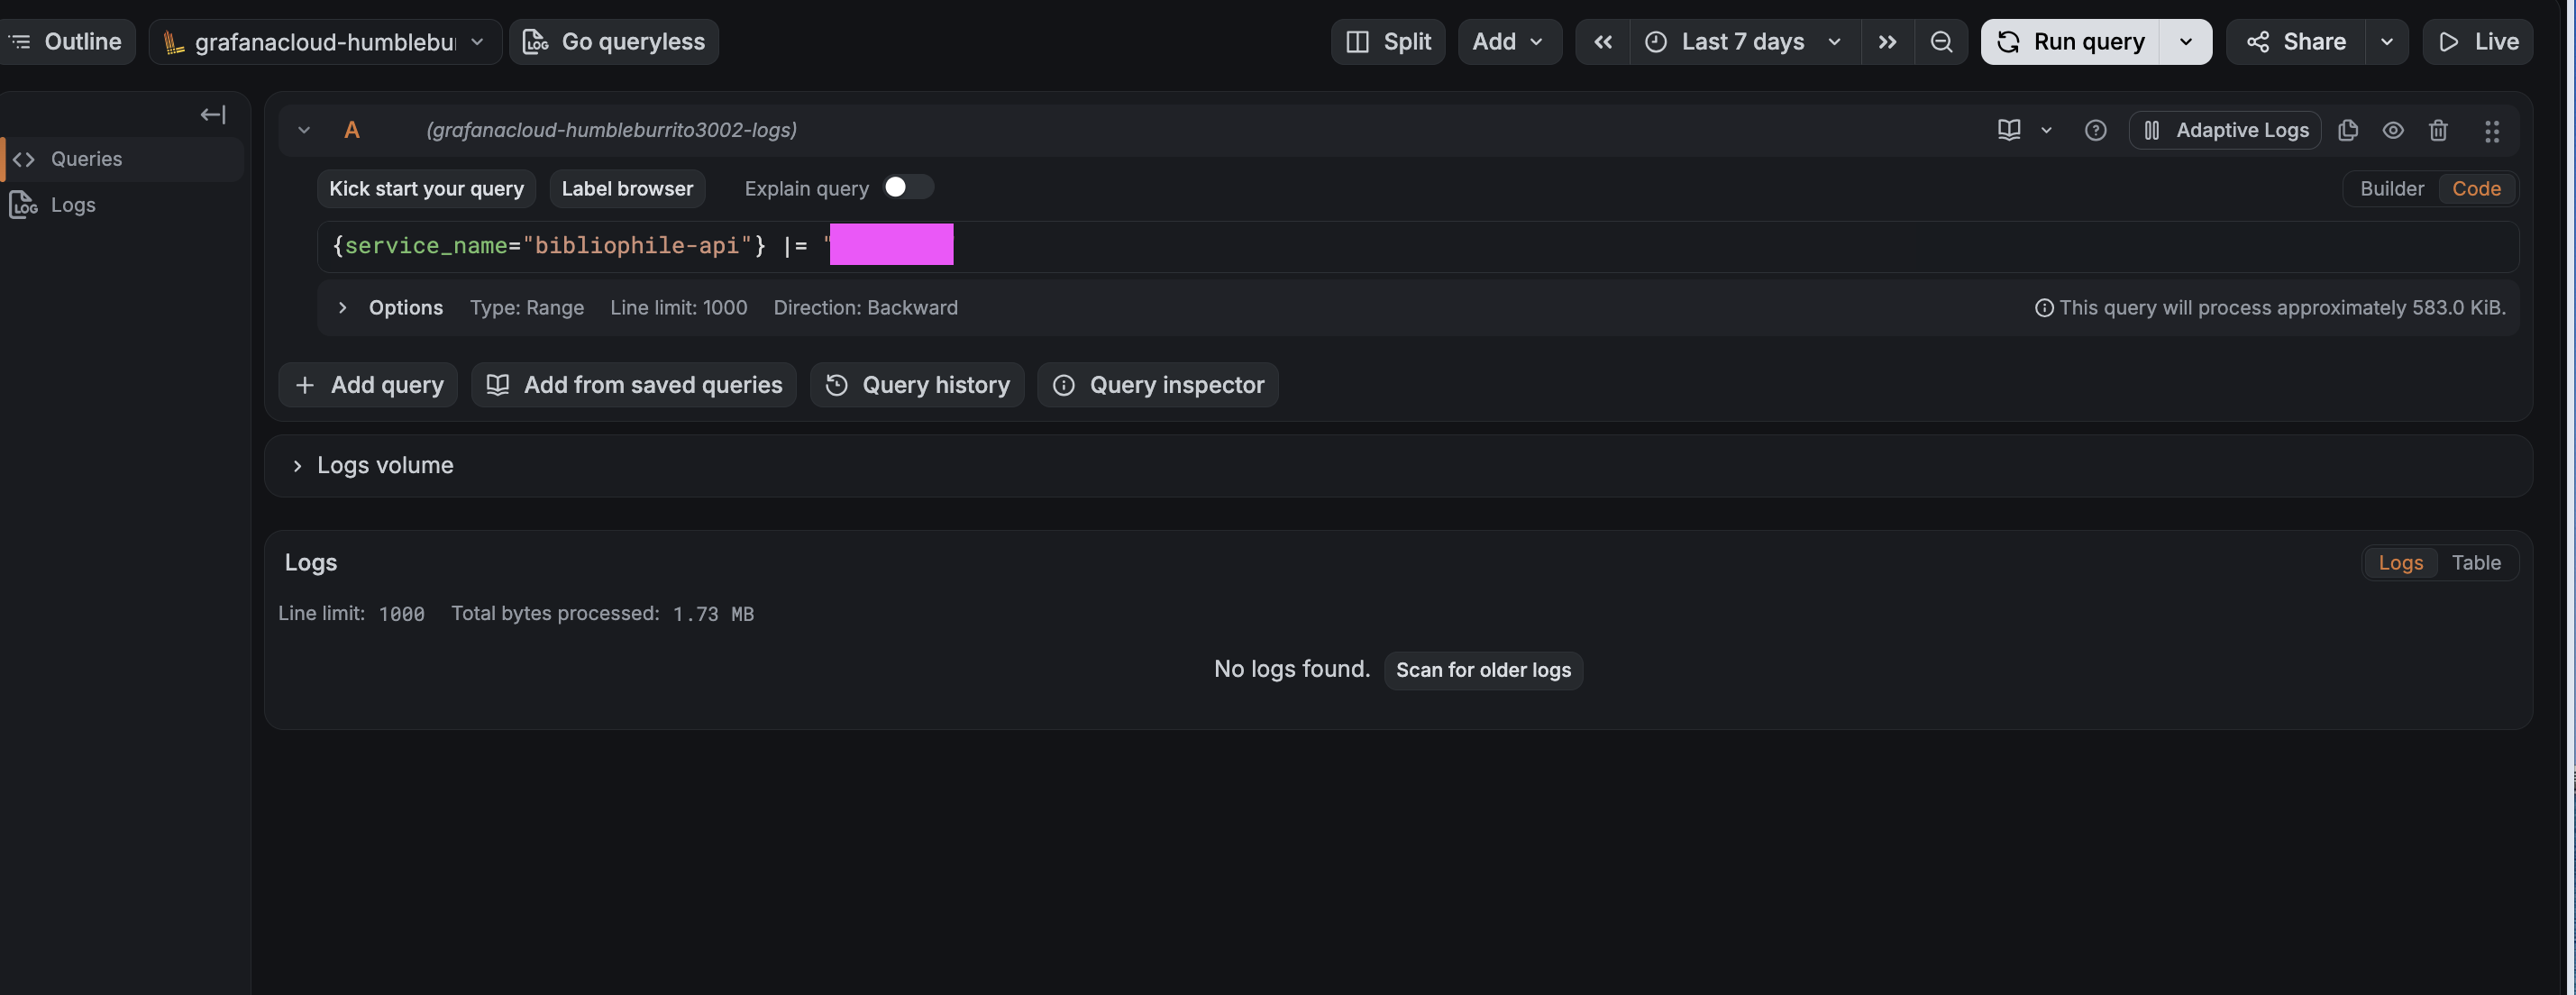 Outline grafanacloud-humblebu Go queryless Split Add Last 7 days Run query Share Live
Queries
Logs
A (grafanacloud-humbleburrito3002-logs) Adaptive Logs
Kick start your query Label browser Explain query Builder Code
{service_name="bibliophile-api"} |= "
Options Type: Range Line limit: 1000 Direction: Backward This query will process approximately 583.0 KiB.
+ Add query Add from saved queries Query history Query inspector
Logs volume
Logs Logs Table
Line limit: 1000 Total bytes processed: 1.73 MB
No logs found. Scan for older logs